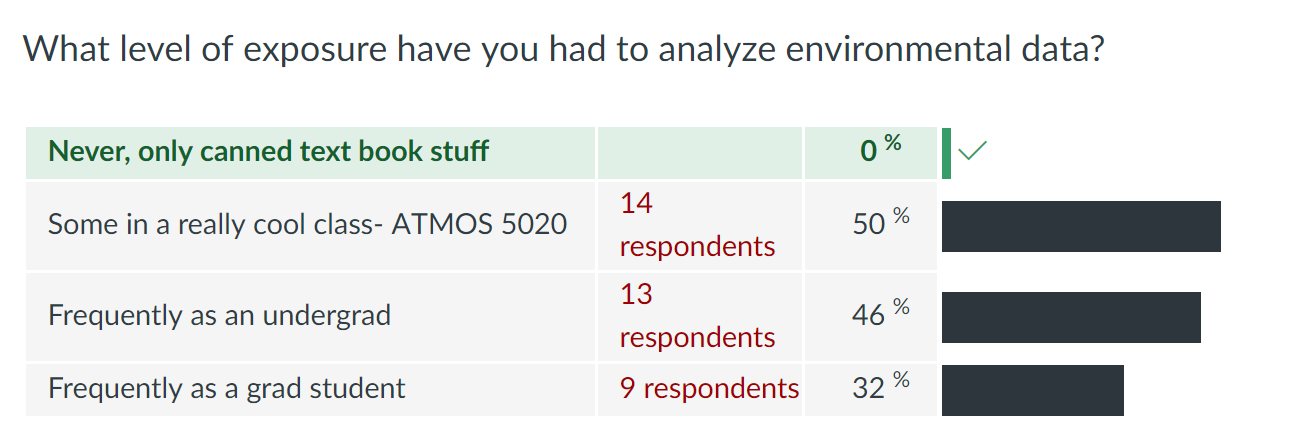 What level of exposure have you had to analyze environmental data?
Never, only canned text book stuff 0 %
Some in a really cool class- ATMOS 5020 14 respondents 50 %
Frequently as an undergrad 13 respondents 46 %
Frequently as a grad student 9 respondents 32 %